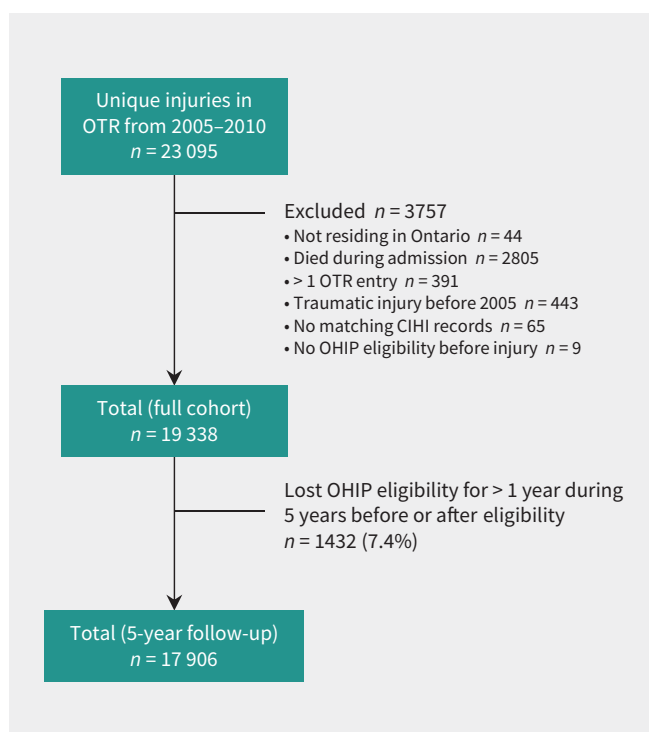 Unique injuries in
OTR from 2005–2010
n = 23 095
Excluded n = 3757
• Not residing in Ontario n = 44
• Died during admission n = 2805
• > 1 OTR entry n = 391
• Traumatic injury before 2005 n = 443
• No matching CIHI records n = 65
• No OHIP eligibility before injury n = 9
Total (full cohort)
n = 19 338
Lost OHIP eligibility for > 1 year during
5 years before or after eligibility
n = 1432 (7.4%)
Total (5-year follow-up)
n = 17 906